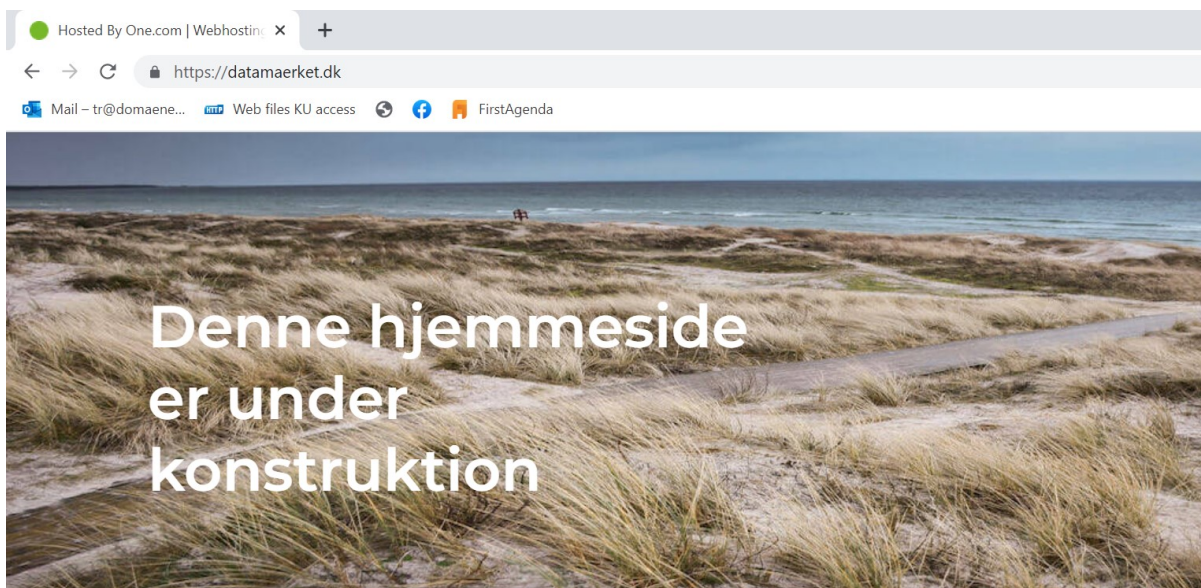 Hosted By One.com | Webhosting
https://datamaerket.dk
Mail – tr@domaene...
HTTP
Web files KU access
FirstAgenda
Denne hjemmeside
er under
konstruktion